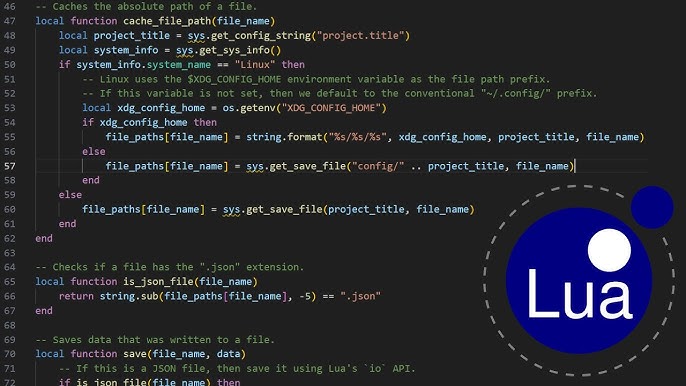 46 -- Caches the absolute path of a file.
47 local function cache_file_path(file_name)
48     local project_title = sys.get_config_string("project.title")
49     local system_info = sys.get_sys_info()
50     if system_info.system_name == "Linux" then
51         -- Linux uses the $XDG_CONFIG_HOME environment variable as the file path prefix.
52         -- If this variable is not set, then we default to the conventional "~/.config/" prefix.
53         local xdg_config_home = os.getenv("XDG_CONFIG_HOME")
54         if xdg_config_home then
55             file_paths[file_name] = string.format("%s/%s/%s", xdg_config_home, project_title, file_name)
56         else
57             file_paths[file_name] = sys.get_save_file("config/" .. project_title, file_name)
58         end
59     else
60         file_paths[file_name] = sys.get_save_file(project_title, file_name)
61     end
62 end
63
64 -- Checks if a file has the ".json" extension.
65 local function is_json_file(file_name)
66     return string.sub(file_paths[file_name], -5) == ".json"
67 end
68
69 -- Saves data that was written to a file.
70 local function save(file_name, data)
71     -- If this is a JSON file, then save it using Lua's `io` API.
72     if is_json_file(file_name) then
Lua